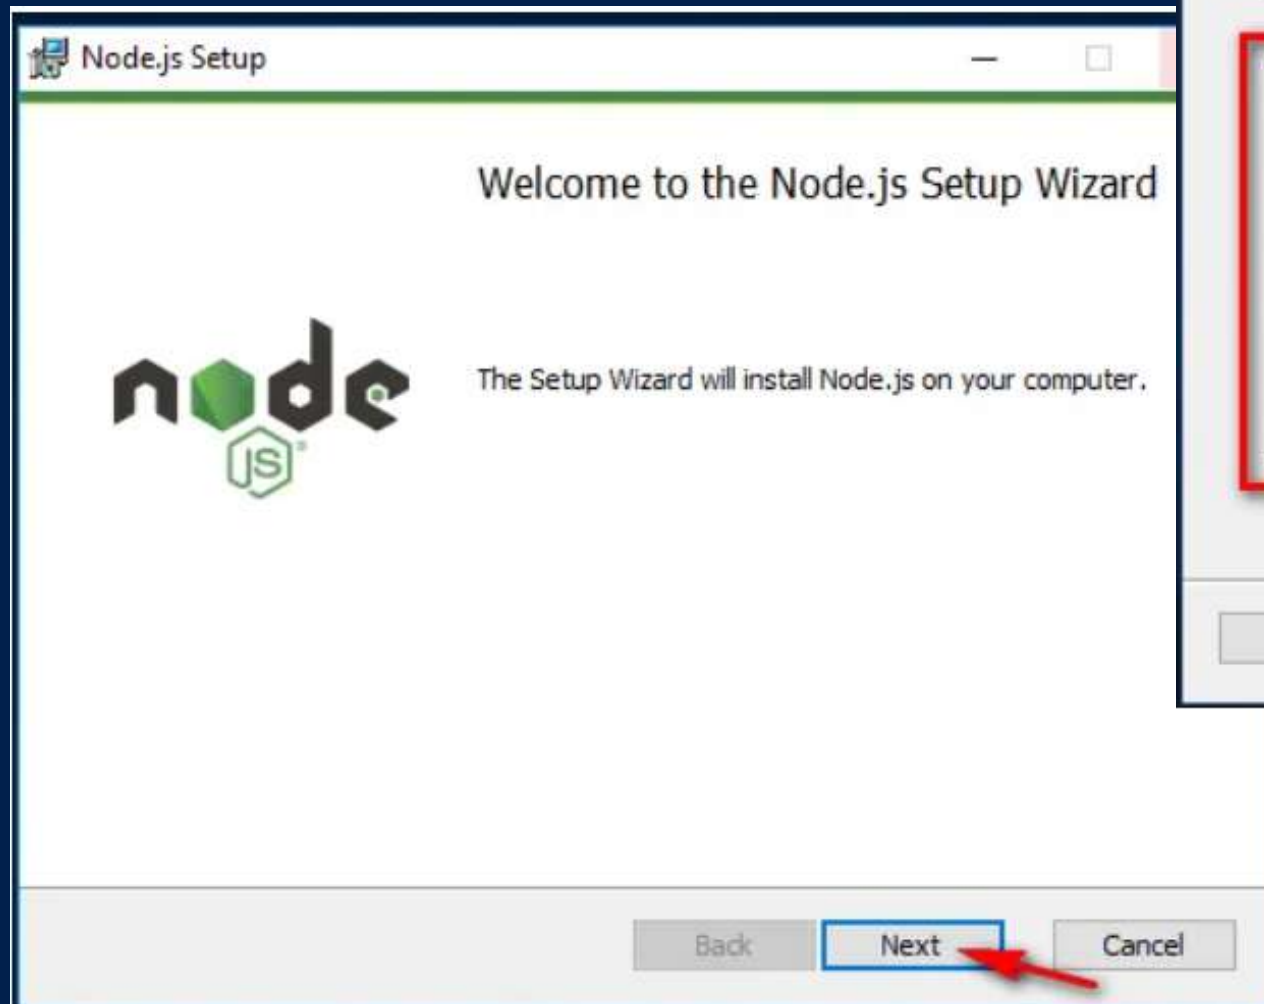 Node.js Setup
Welcome to the Node.js Setup Wizard
node
JS
The Setup Wizard will install Node.js on your computer.
Back
Next
Cancel